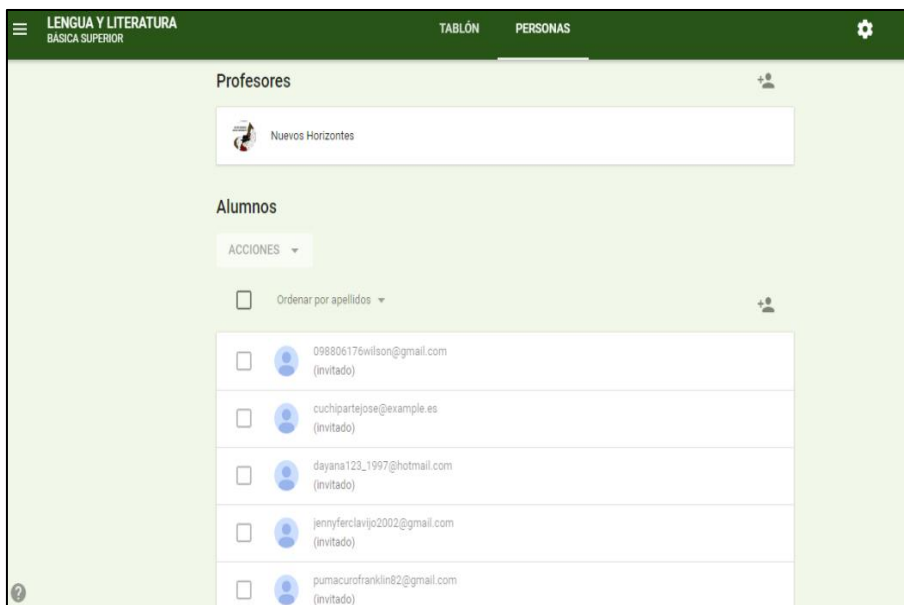 LENGUA Y LITERATURA
BÁSICA SUPERIOR
TABLÓN
PERSONAS
Profesores
Nuevos Horizontes
Alumnos
ACCIONES
Ordenar por apellidos
098806176wilson@gmail.com
(invitado)
cuchipartejose@example.es
(invitado)
dayana123_1997@hotmail.com
(invitado)
jennyferclavijo2002@gmail.com
(invitado)
pumacurofranklin82@gmail.com
(invitado)